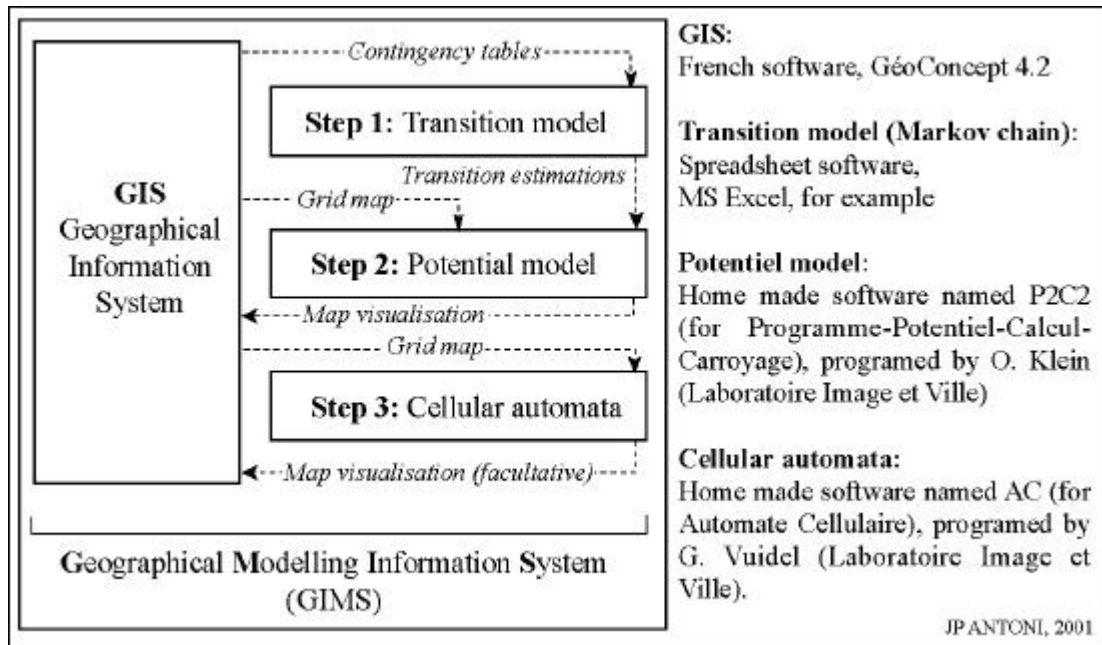 Contingency tables
Step 1: Transition model
Transition estimations
GIS
Geographical
Information
System
Grid map
Step 2: Potential model
Map visualisation
Grid map
Step 3: Cellular automata
Map visualisation (facultative)
Geographical Modelling Information System
(GIMS)
GIS:
French software, GéoConcept 4.2
Transition model (Markov chain):
Spreadsheet software,
MS Excel, for example
Potentiel model:
Home made software named P2C2
(for Programme-Potentiel-Calcul-
Carroyage), programed by O. Klein
(Laboratoire Image et Ville)
Cellular automata:
Home made software named AC (for
Automate Cellulaire), programed by
G. Vuidel (Laboratoire Image et
Ville).
JP ANTONI, 2001